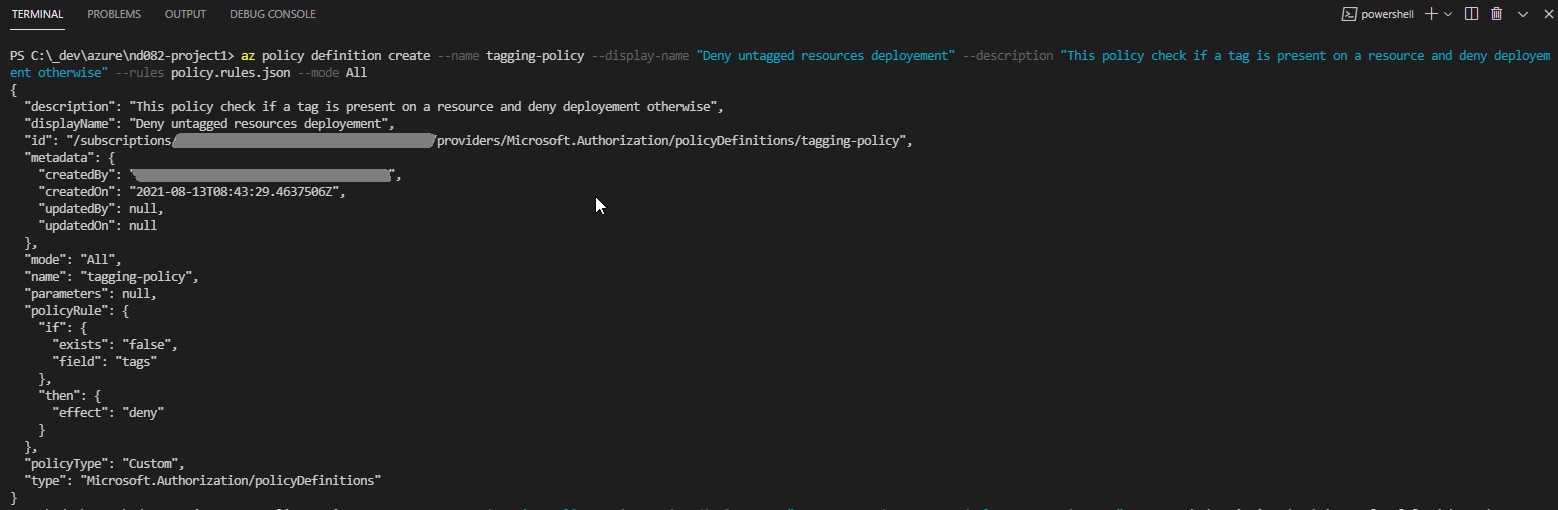 TERMINAL PROBLEMS OUTPUT DEBUG CONSOLE powershell
PS C:\_dev\azure\nd082-project1> az policy definition create --name tagging-policy --display-name "Deny untagged resources deployement" --description "This policy check if a tag is present on a resource and deny deployem
ent otherwise" --rules policy.rules.json --mode All
{
  "description": "This policy check if a tag is present on a resource and deny deployement otherwise",
  "displayName": "Deny untagged resources deployement",
  "id": "/subscriptions/ /providers/Microsoft.Authorization/policyDefinitions/tagging-policy",
  "metadata": {
    "createdBy": " ",
    "createdOn": "2021-08-13T08:43:29.4637506Z",
    "updatedBy": null,
    "updatedOn": null
  },
  "mode": "All",
  "name": "tagging-policy",
  "parameters": null,
  "policyRule": {
    "if": {
      "exists": "false",
      "field": "tags"
    },
    "then": {
      "effect": "deny"
    }
  },
  "policyType": "Custom",
  "type": "Microsoft.Authorization/policyDefinitions"
}